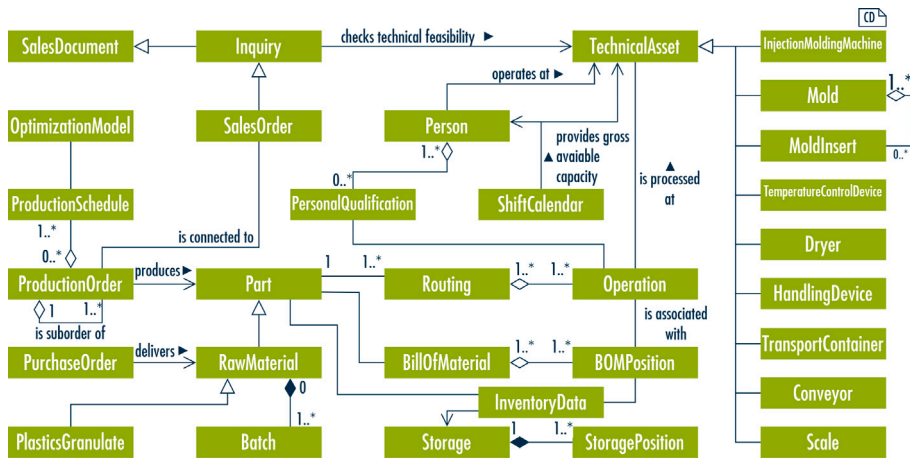 CD
SalesDocument
Inquiry
checks technical feasibility ►
TechnicalAsset
InjectionMoldingMachine
operates at ►
Mold
1..*
OptimizationModel
SalesOrder
Person
provides gross
▲ avaiable
capacity
1..*
MoldInsert
0..*
▲
is processed
at
0..*
ProductionSchedule
PersonalQualification
ShiftCalendar
TemperatureControlDevice
1..*
is connected to
Dryer
0..*
produces ►
1
1..*
1..*
1..*
ProductionOrder
Part
Routing
Operation
HandlingDevice
1
1..*
is suborder of
is associated
with
PurchaseOrder
delivers ►
RawMaterial
BillOfMaterial
1..*
1..*
BOMPosition
TransportContainer
0
InventoryData
Conveyor
1..*
1
1..*
PlasticsGranulate
Batch
Storage
StoragePosition
Scale